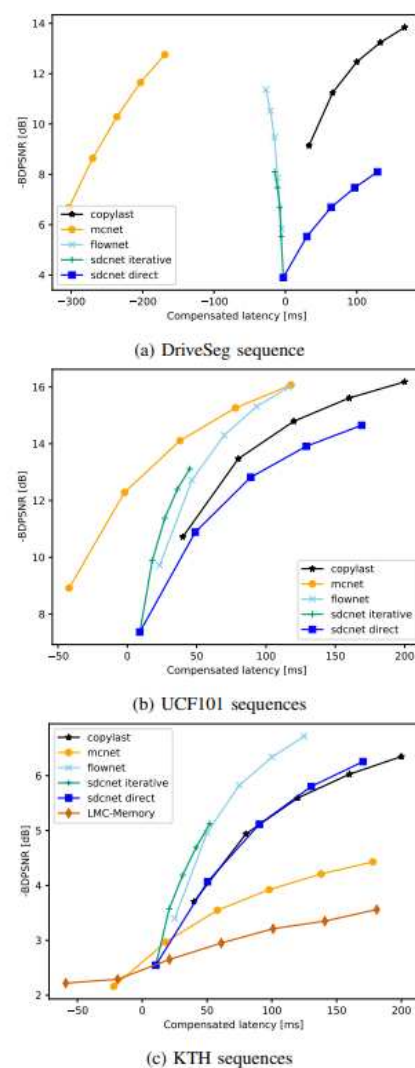 14
12
10
8
6
4
-BDPSNR [dB]
copylast
mcnet
flownet
sdcnet iterative
sdcnet direct
−300
−200
−100
0
100
Compensated latency [ms]
(a) DriveSeg sequence
16
14
12
10
8
-BDPSNR [dB]
copylast
mcnet
flownet
sdcnet iterative
sdcnet direct
−50
0
50
100
150
200
Compensated latency [ms]
(b) UCF101 sequences
6
5
4
3
2
-BDPSNR [dB]
copylast
mcnet
flownet
sdcnet iterative
sdcnet direct
LMC-Memory
−50
0
50
100
150
200
Compensated latency [ms]
(c) KTH sequences